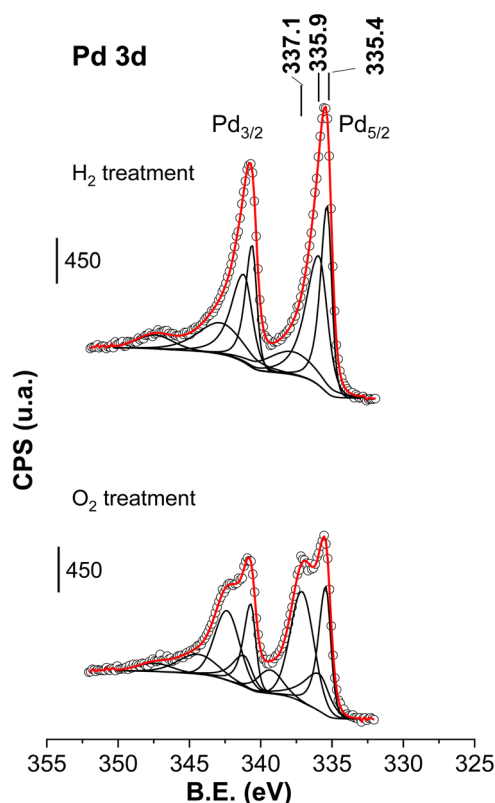 Pd 3d
337.1
335.9
335.4
Pd3/2
Pd5/2
H2 treatment
450
CPS (u.a.)
O2 treatment
450
355 350 345 340 335 330 325
B.E. (eV)